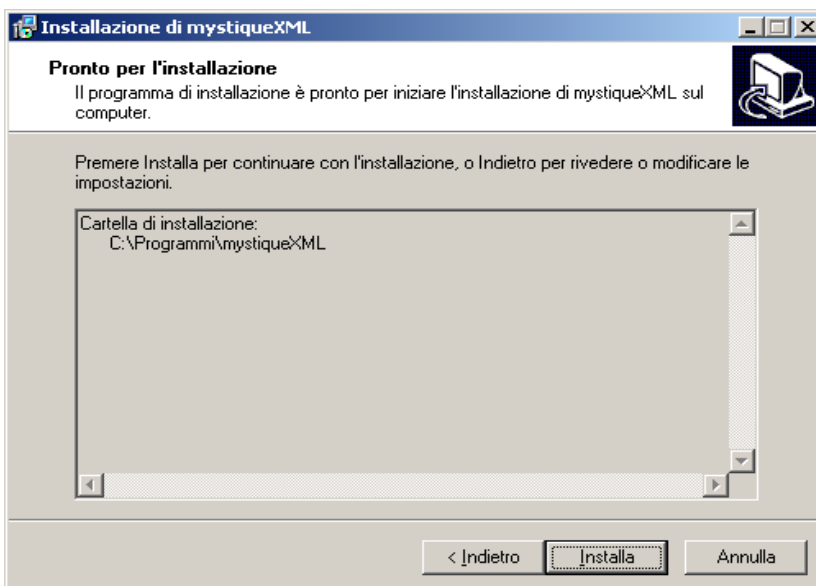 Installazione di mystiqueXML
Pronto per l'installazione
Il programma di installazione è pronto per iniziare l'installazione di mystiqueXML sul
computer.
Premere Installa per continuare con l'installazione, o Indietro per rivedere o modificare le
impostazioni.
Cartella di installazione:
C:\Programmi\mystiqueXML
< Indietro
Installa
Annulla